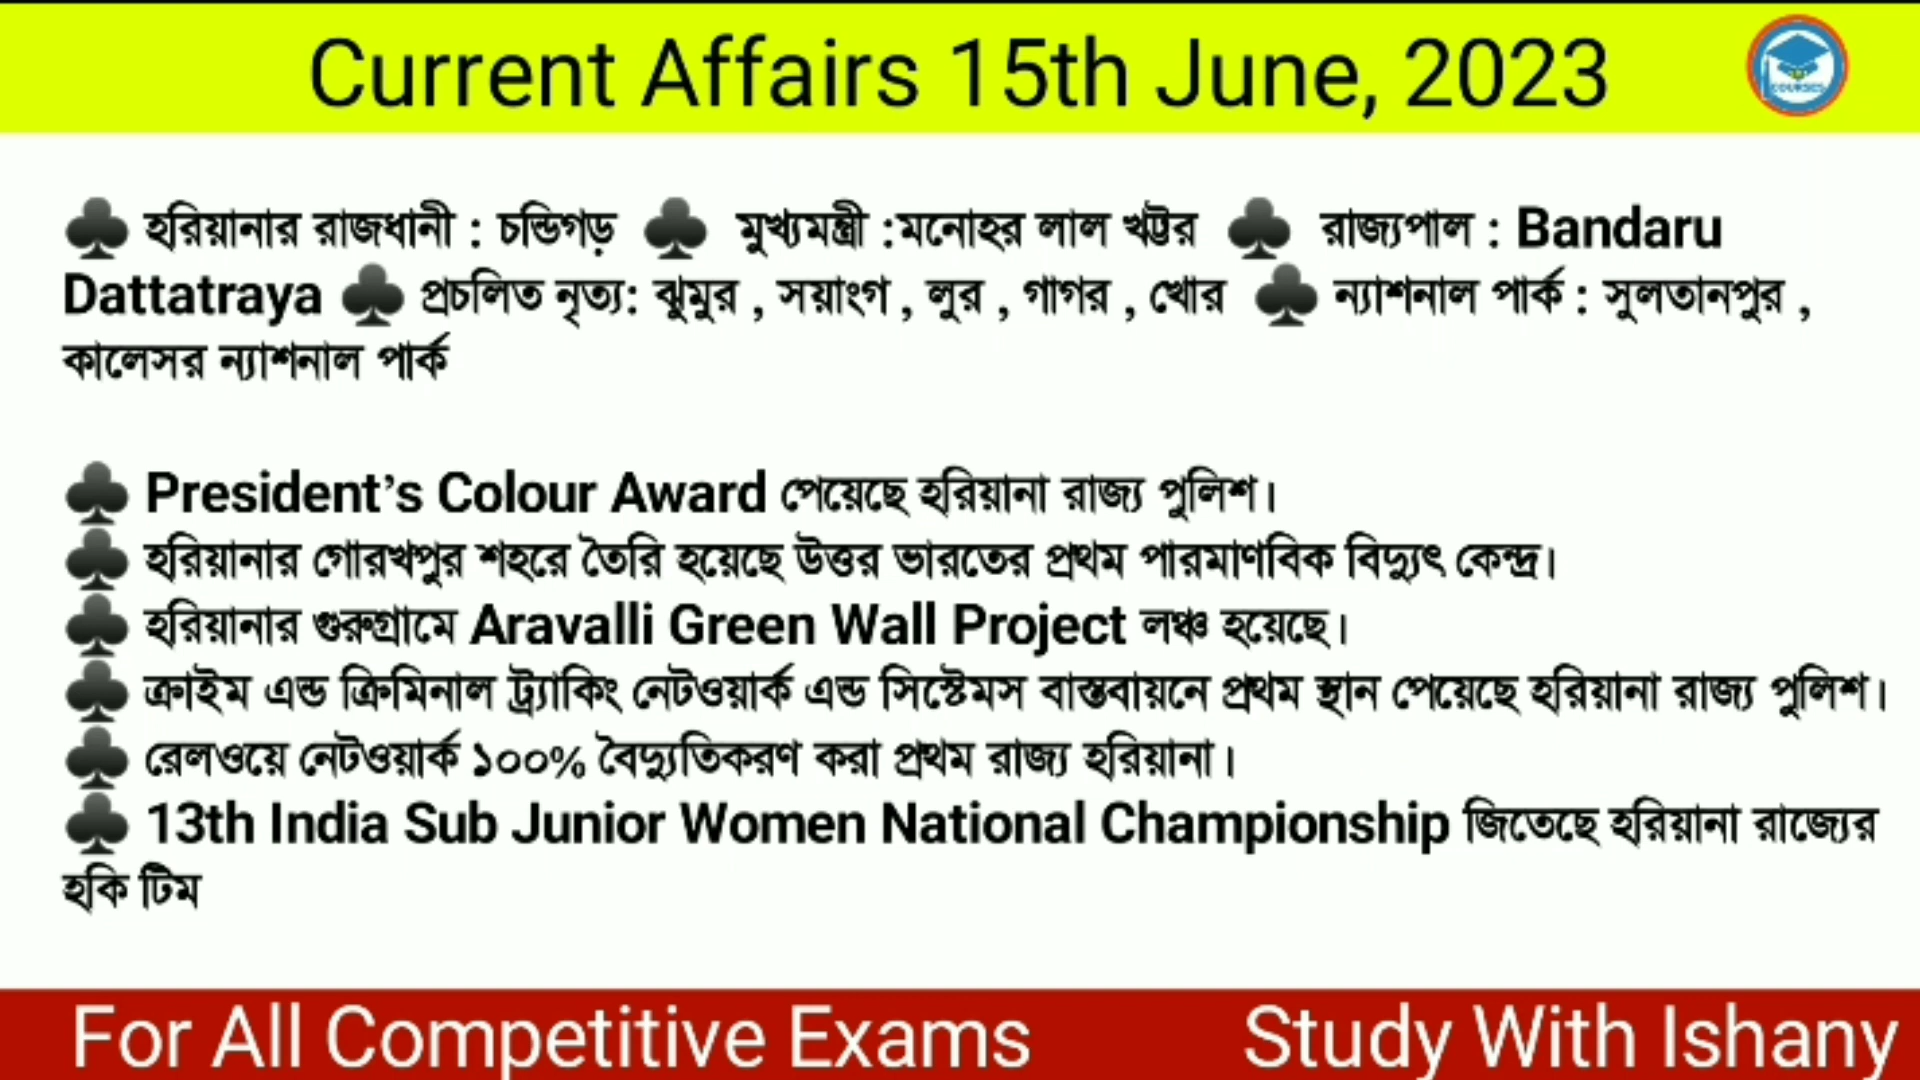 Current Affairs 15th June, 2023
COURSES
♣ হরিয়ানার রাজধানী : চন্ডিগড় ♣ মুখ্যমন্ত্রী :মনোহর লাল খট্টর ♣ রাজ্যপাল : Bandaru
Dattatraya ♣ প্রচলিত নৃত্য: ঝুমুর , সয়াংগ , লুর , গাগর , খোর ♣ ন্যাশনাল পার্ক : সুলতানপুর ,
কালেসর ন্যাশনাল পার্ক
♣ President’s Colour Award পেয়েছে হরিয়ানা রাজ্য পুলিশ।
♣ হরিয়ানার গোরখপুর শহরে তৈরি হয়েছে উত্তর ভারতের প্রথম পারমাণবিক বিদ্যুৎ কেন্দ্র।
♣ হরিয়ানার গুরুগ্রামে Aravalli Green Wall Project লঞ্চ হয়েছে।
♣ ক্রাইম এন্ড ক্রিমিনাল ট্র্যাকিং নেটওয়ার্ক এন্ড সিস্টেমস বাস্তবায়নে প্রথম স্থান পেয়েছে হরিয়ানা রাজ্য পুলিশ।
♣ রেলওয়ে নেটওয়ার্ক ১০০% বৈদ্যুতিকরণ করা প্রথম রাজ্য হরিয়ানা।
♣ 13th India Sub Junior Women National Championship জিতেছে হরিয়ানা রাজ্যের
হকি টিম
For All Competitive Exams Study With Ishany